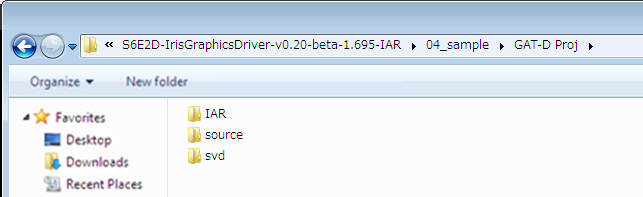 « S6E2D-IrisGraphicsDriver-v0.20-beta-1.695-IAR ▸ 04_sample ▸ GAT-D Proj ▸
Organize ▾ New folder
Favorites
Desktop
Downloads
Recent Places
IAR
source
svd